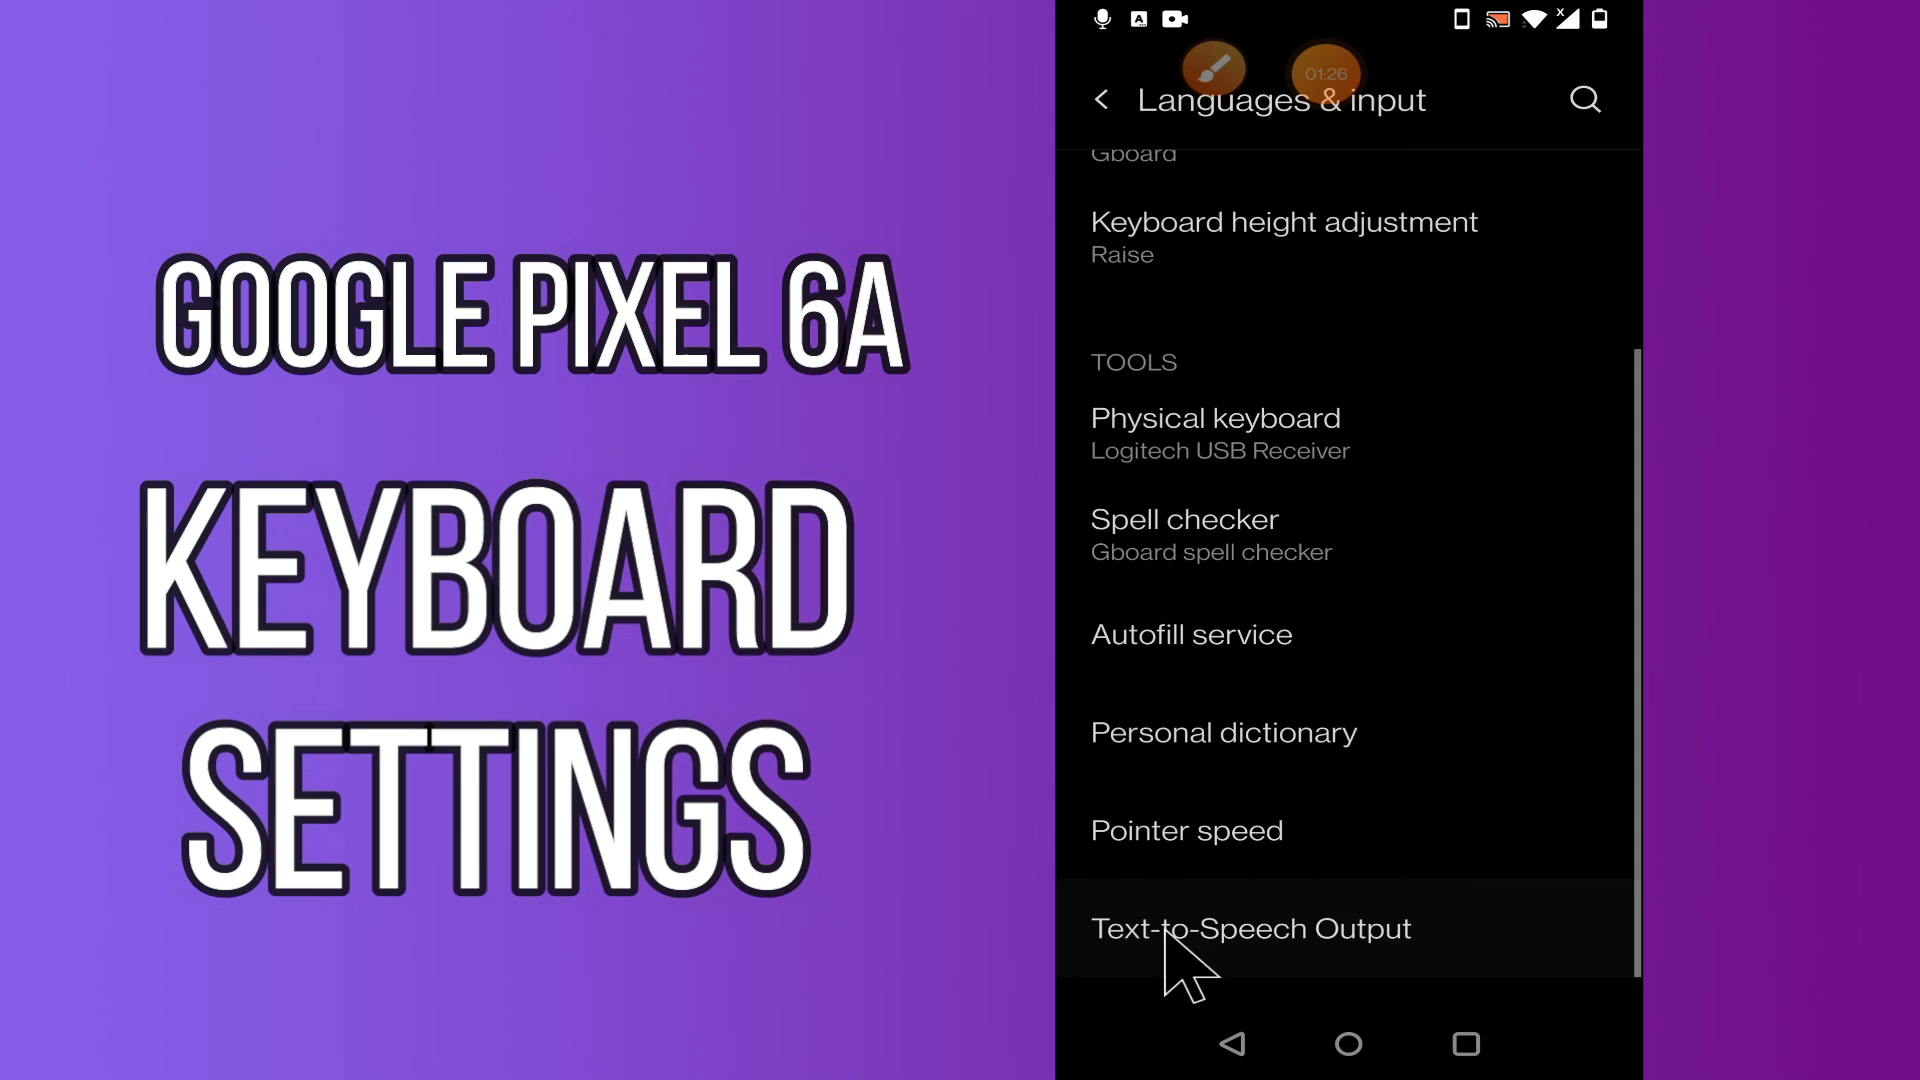 GOOGLE PIXEL 6A
KEYBOARD
SETTINGS
A
x
01:26
Languages & input
Gboard
Keyboard height adjustment
Raise
TOOLS
Physical keyboard
Logitech USB Receiver
Spell checker
Gboard spell checker
Autofill service
Personal dictionary
Pointer speed
Text-to-Speech Output